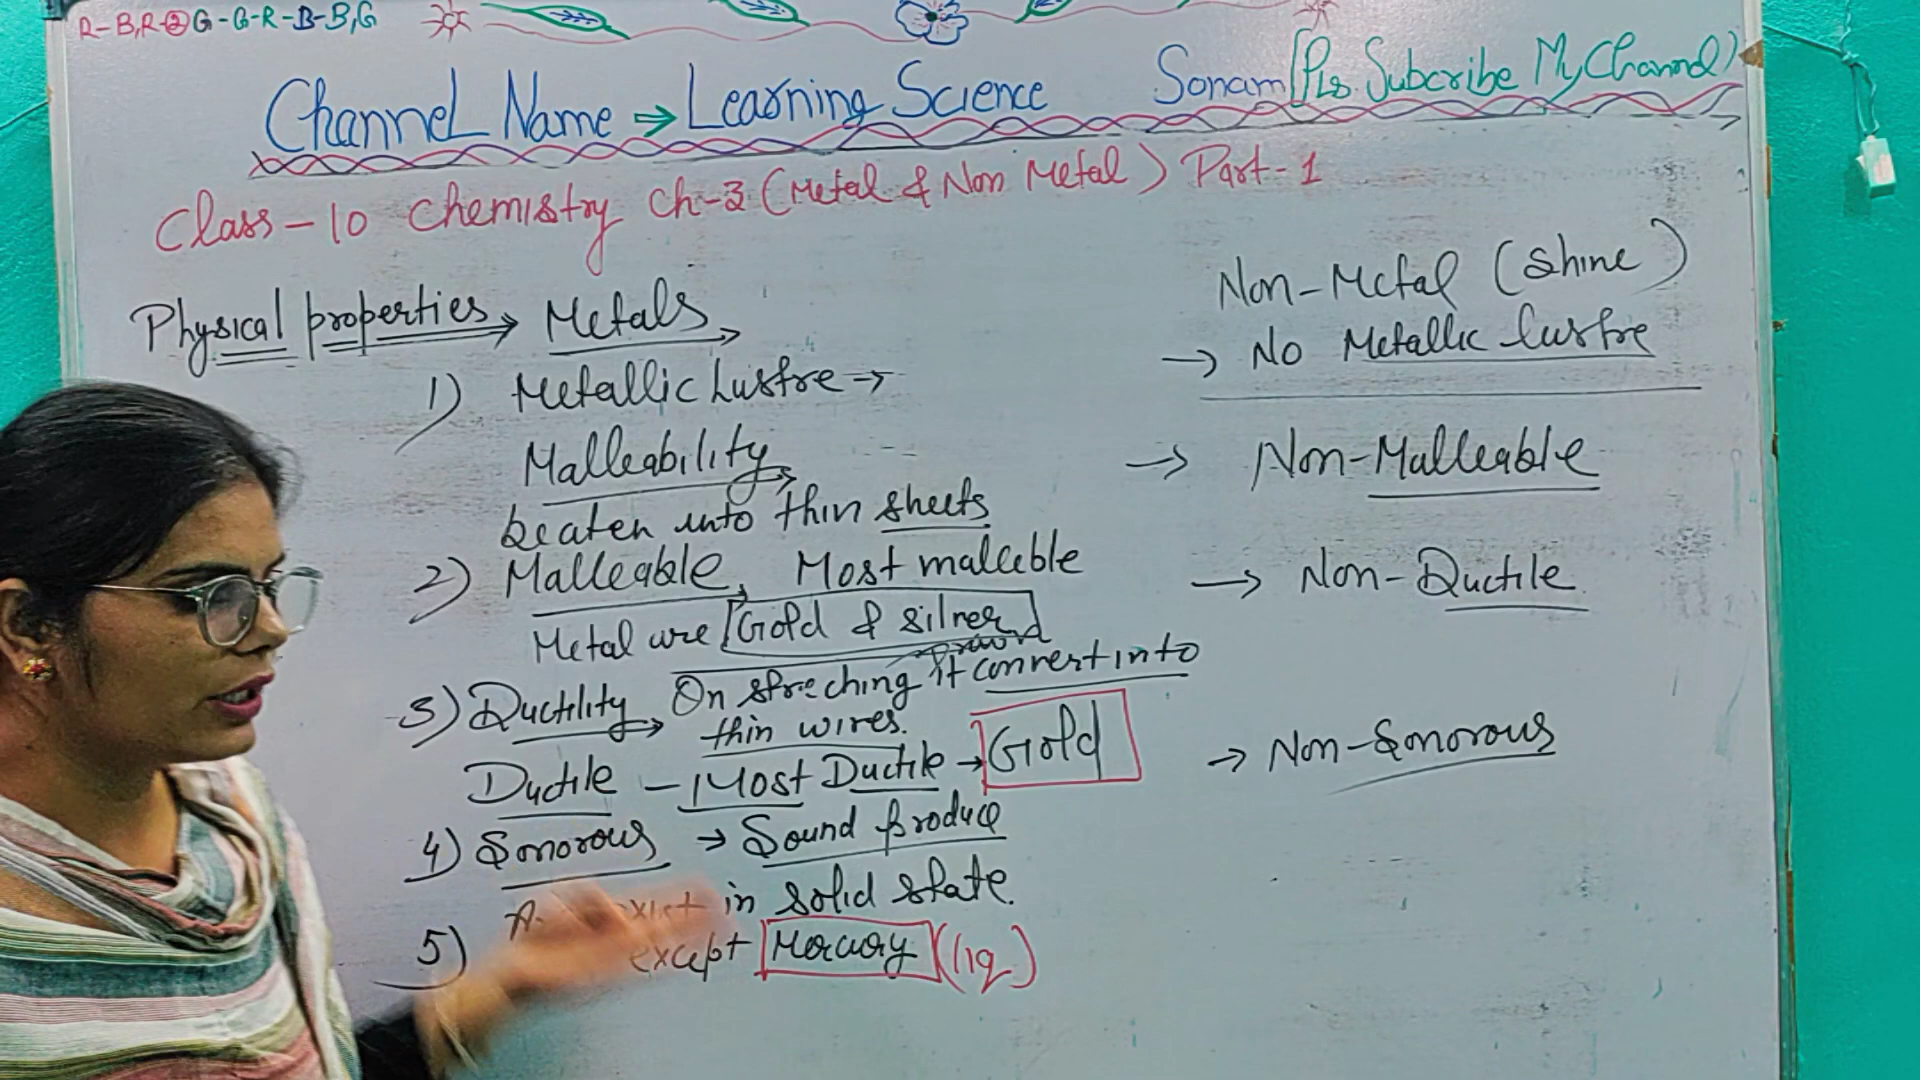 R-B,R-G-G-R-B-B,G
Channel Name → Learning Science Sonam (Pls. Subcribe My Channel)
Class-10 Chemistry Ch-3 (Metal & Non Metal) Part-1
Physical properties → Metals
Non-Metal (Shine)
1) Metallic Lustre →
→ No Metallic lustre
Malleability
→ Non-Malleable
beaten into thin sheets
2) Malleable, Most malleble
→ Non-Ductile
Metal are Gold & Silver
3) Ductility → On streching it convert into
thin wires.
Ductile - Most Ductile → Gold
→ Non-Sonorous
4) Sonorous → Sound produce
exist in solid state.
5) except Mercury (liq)